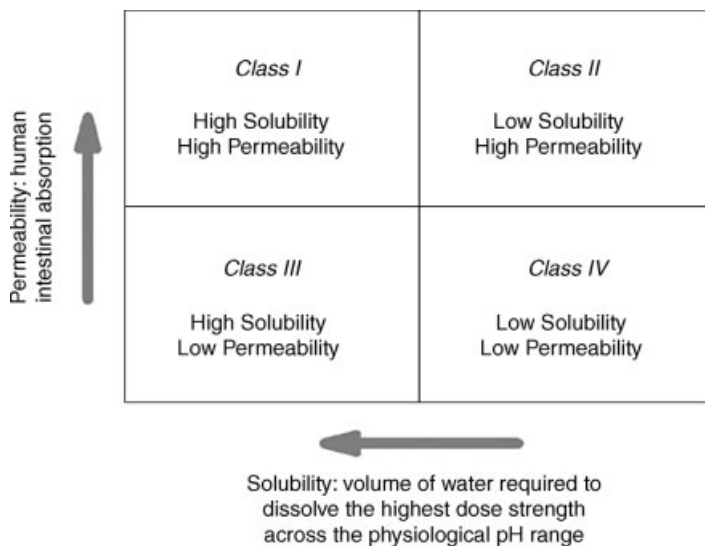 Permeability: human
intestinal absorption
Class I
High Solubility
High Permeability
Class II
Low Solubility
High Permeability
Class III
High Solubility
Low Permeability
Class IV
Low Solubility
Low Permeability
Solubility: volume of water required to
dissolve the highest dose strength
across the physiological pH range